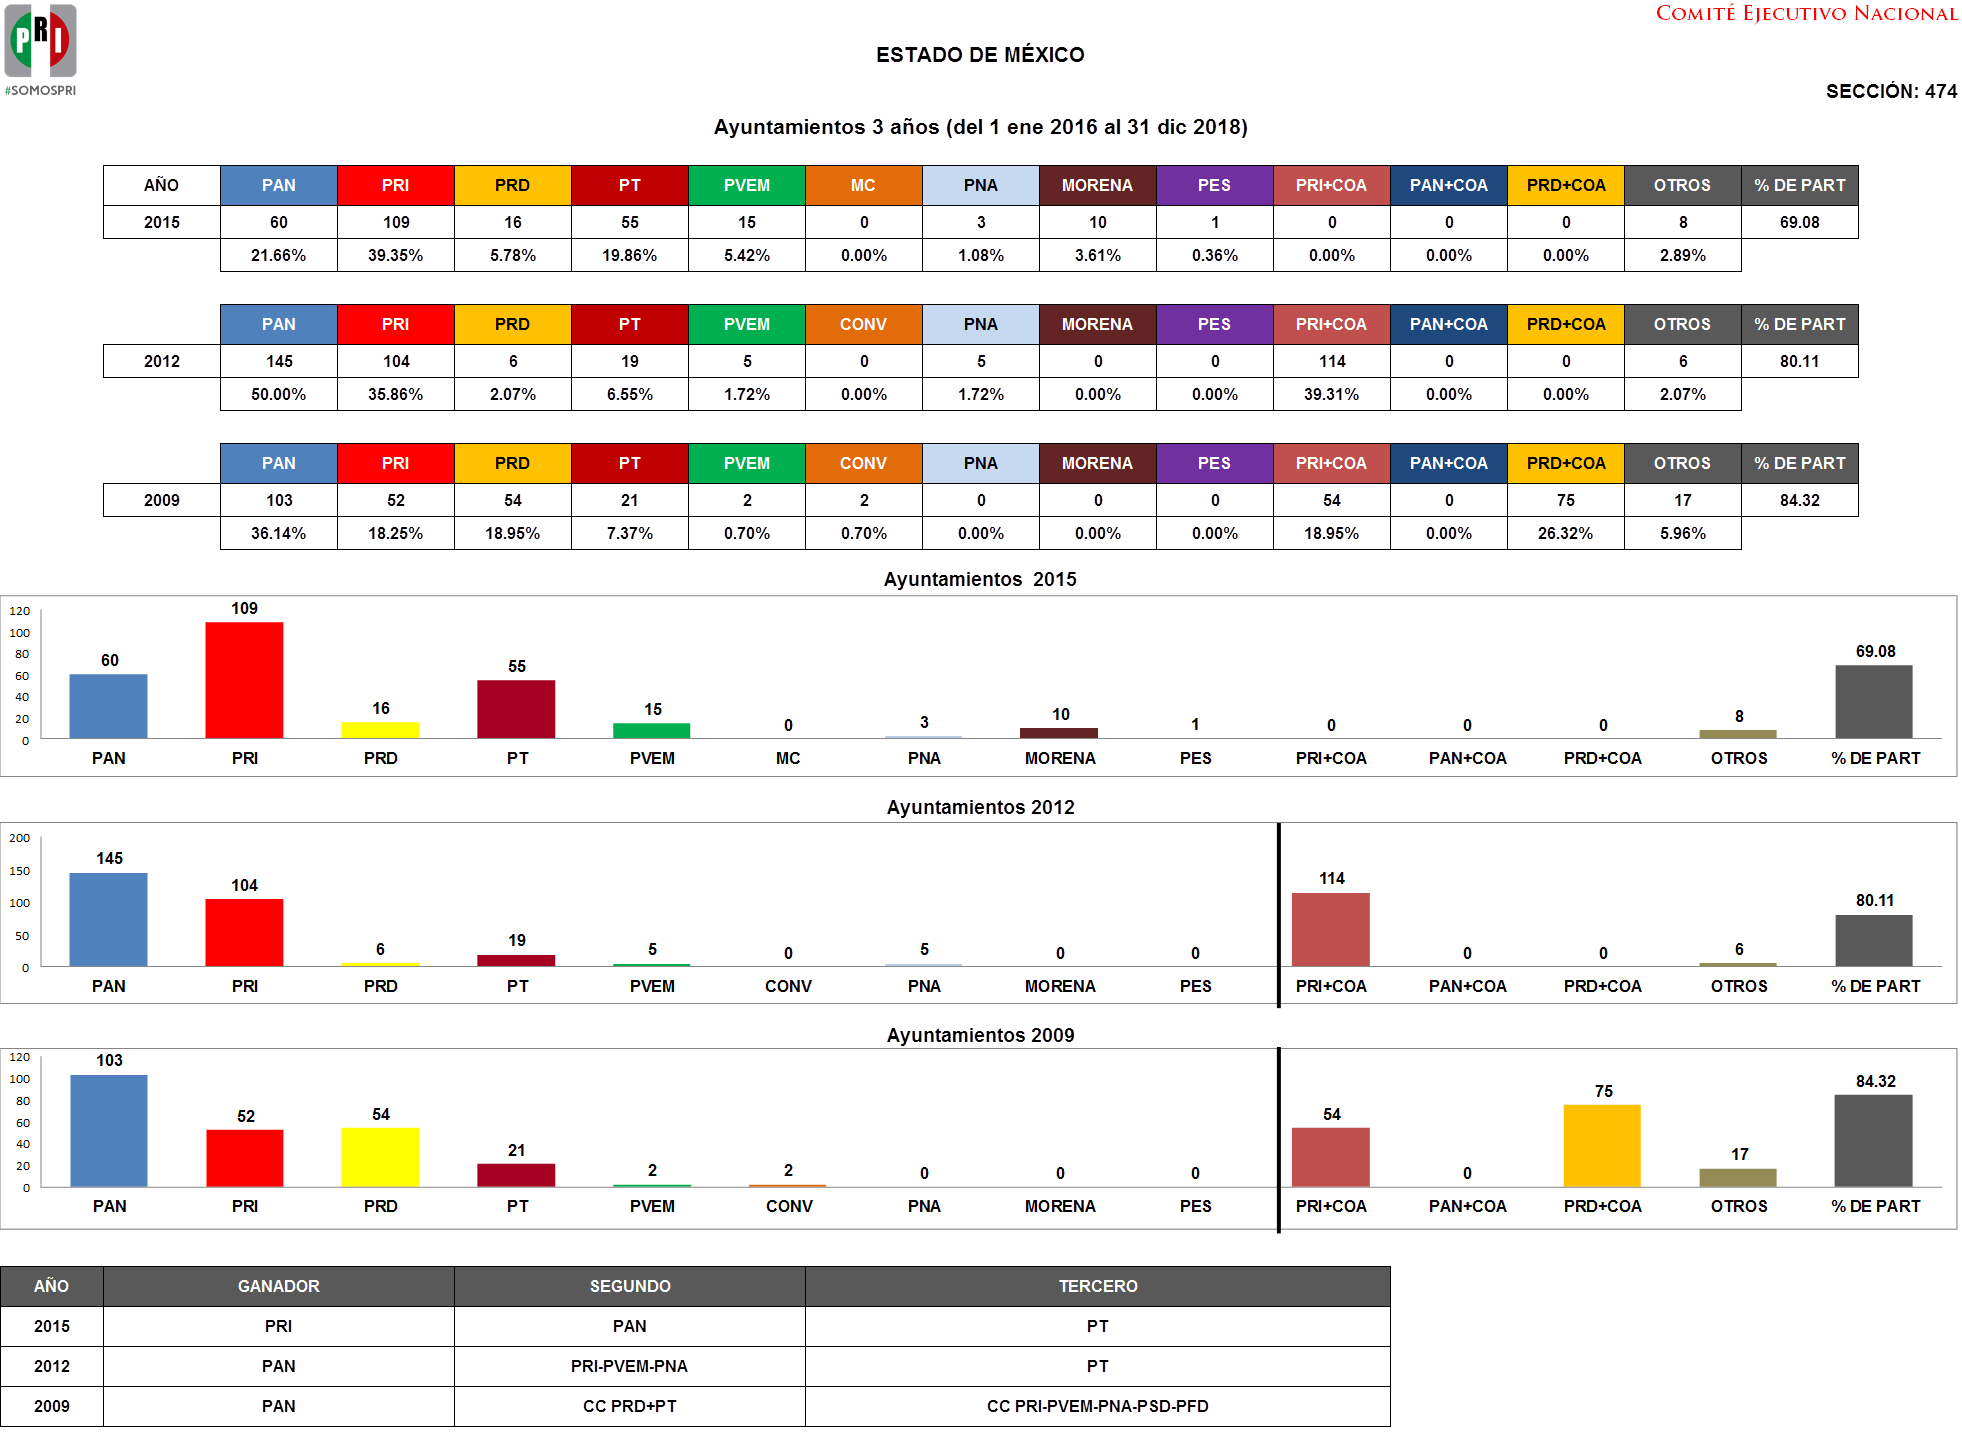 COMITÉ EJECUTIVO NACIONAL
PRI
#SOMOSPRI
ESTADO DE MÉXICO
SECCIÓN: 474
Ayuntamientos 3 años (del 1 ene 2016 al 31 dic 2018)
AÑO PAN PRI PRD PT PVEM MC PNA MORENA PES PRI+COA PAN+COA PRD+COA OTROS % DE PART
2015 60 109 16 55 15 0 3 10 1 0 0 0 8 69.08
21.66% 39.35% 5.78% 19.86% 5.42% 0.00% 1.08% 3.61% 0.36% 0.00% 0.00% 0.00% 2.89%
PAN PRI PRD PT PVEM CONV PNA MORENA PES PRI+COA PAN+COA PRD+COA OTROS % DE PART
2012 145 104 6 19 5 0 5 0 0 114 0 0 6 80.11
50.00% 35.86% 2.07% 6.55% 1.72% 0.00% 1.72% 0.00% 0.00% 39.31% 0.00% 0.00% 2.07%
PAN PRI PRD PT PVEM CONV PNA MORENA PES PRI+COA PAN+COA PRD+COA OTROS % DE PART
2009 103 52 54 21 2 2 0 0 0 54 0 75 17 84.32
36.14% 18.25% 18.95% 7.37% 0.70% 0.70% 0.00% 0.00% 0.00% 18.95% 0.00% 26.32% 5.96%
Ayuntamientos 2015
120
100
80
60
40
20
0
60 109 16 55 15 0 3 10 1 0 0 0 8 69.08
PAN PRI PRD PT PVEM MC PNA MORENA PES PRI+COA PAN+COA PRD+COA OTROS % DE PART
Ayuntamientos 2012
200
150
100
50
0
145 104 6 19 5 0 5 0 0 114 0 0 6 80.11
PAN PRI PRD PT PVEM CONV PNA MORENA PES PRI+COA PAN+COA PRD+COA OTROS % DE PART
Ayuntamientos 2009
120
100
80
60
40
20
0
103 52 54 21 2 2 0 0 0 54 0 75 17 84.32
PAN PRI PRD PT PVEM CONV PNA MORENA PES PRI+COA PAN+COA PRD+COA OTROS % DE PART
AÑO GANADOR SEGUNDO TERCERO
2015 PRI PAN PT
2012 PAN PRI-PVEM-PNA PT
2009 PAN CC PRD+PT CC PRI-PVEM-PNA-PSD-PFD